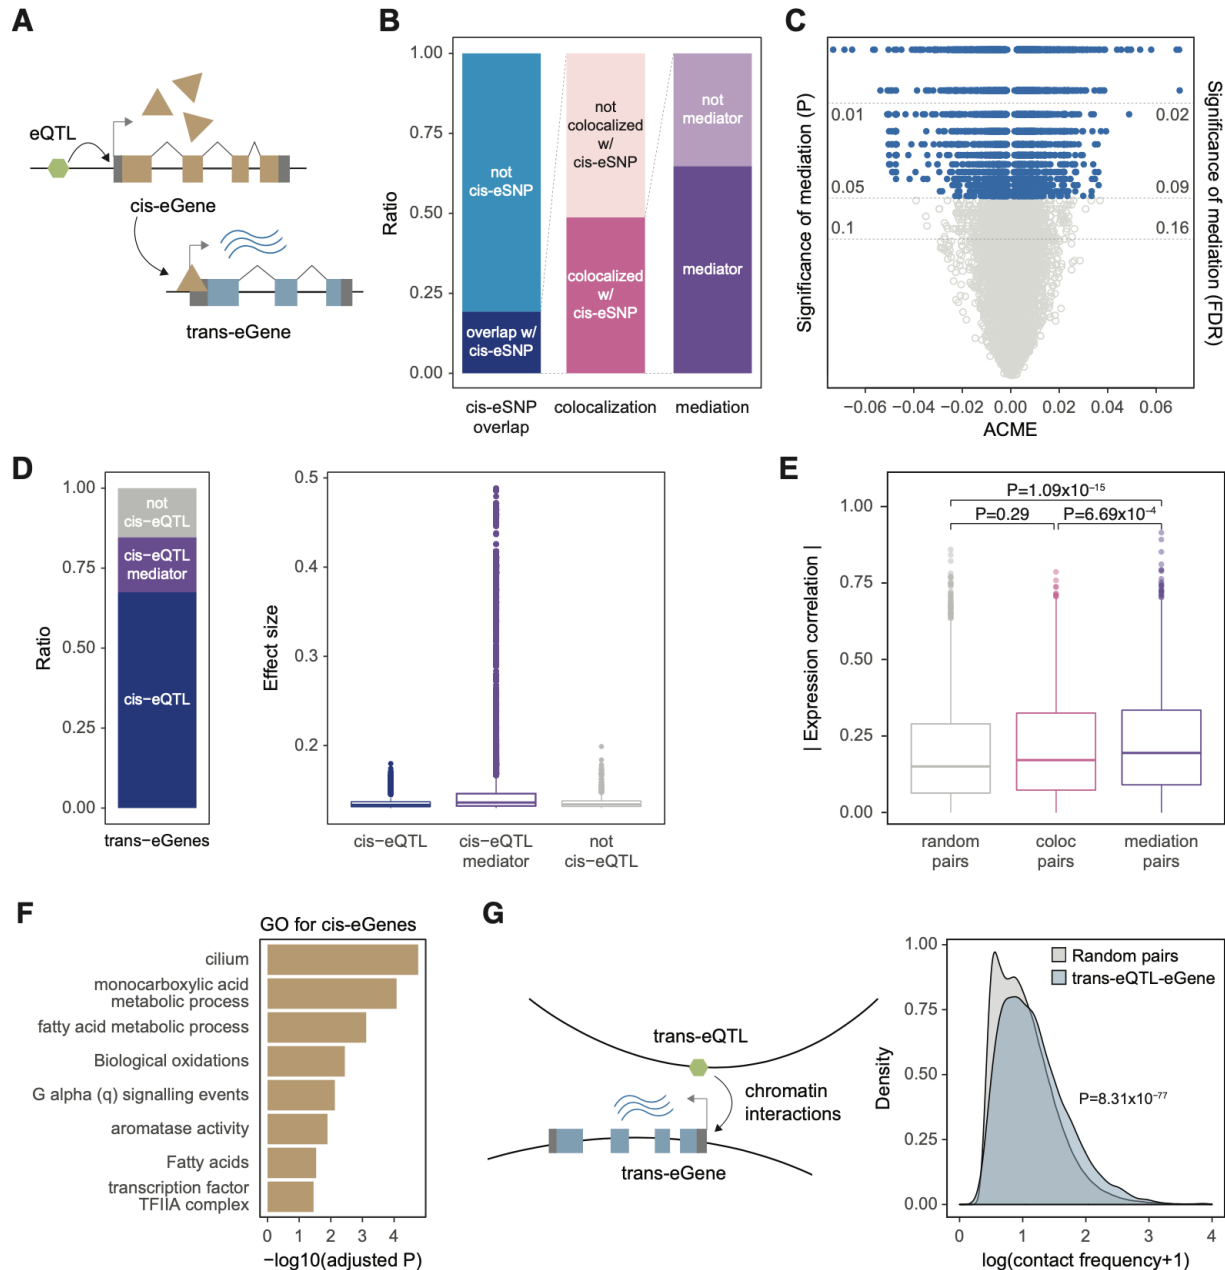 A
eQTL
cis-eGene
trans-eGene
B
Ratio
1.00
0.75
0.50
0.25
0.00
not
cis-eSNP
overlap w/
cis-eSNP
not
colocalized
w/
cis-eSNP
colocalized
w/
cis-eSNP
not
mediator
mediator
cis-eSNP
overlap
colocalization
mediation
C
Significance of mediation (P)
Significance of mediation (FDR)
0.01
0.02
0.05
0.09
0.1
0.16
−0.06
−0.04
−0.02
0.00
0.02
0.04
0.06
ACME
D
Ratio
1.00
0.75
0.50
0.25
0.00
not
cis−eQTL
cis−eQTL
mediator
cis−eQTL
trans−eGenes
Effect size
0.5
0.4
0.3
0.2
cis−eQTL
cis−eQTL
mediator
not
cis−eQTL
E
| Expression correlation |
1.00
0.75
0.50
0.25
0.00
P=1.09x10⁻¹⁵
P=0.29
P=6.69x10⁻⁴
random
pairs
coloc
pairs
mediation
pairs
F
GO for cis-eGenes
cilium
monocarboxylic acid
metabolic process
fatty acid metabolic process
Biological oxidations
G alpha (q) signalling events
aromatase activity
Fatty acids
transcription factor
TFIIA complex
0
1
2
3
4
−log10(adjusted P)
G
trans-eQTL
chromatin
interactions
trans-eGene
Density
1.00
0.75
0.50
0.25
0.00
Random pairs
trans-eQTL-eGene
P=8.31x10⁻⁷⁷
0
1
2
3
4
log(contact frequency+1)